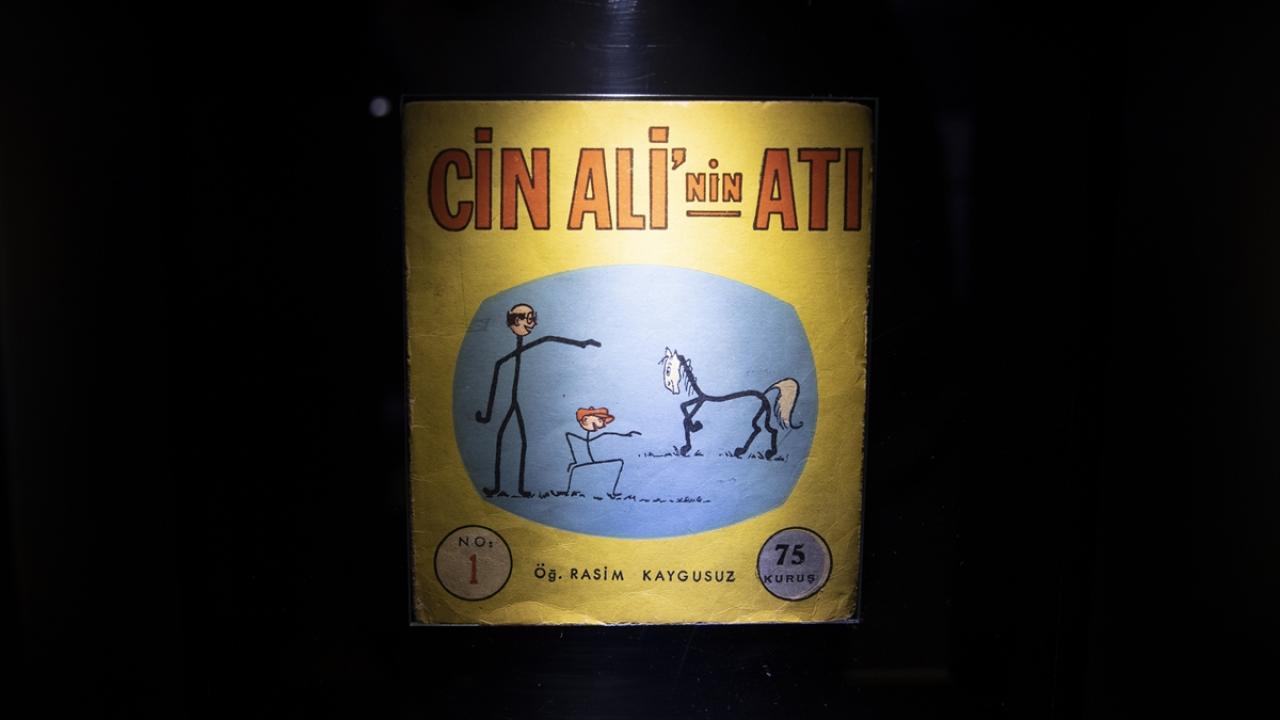 CİN ALİ'NİN ATI
NO:
1
Öğ. RASİM KAYGUSUZ
75
KURUŞ